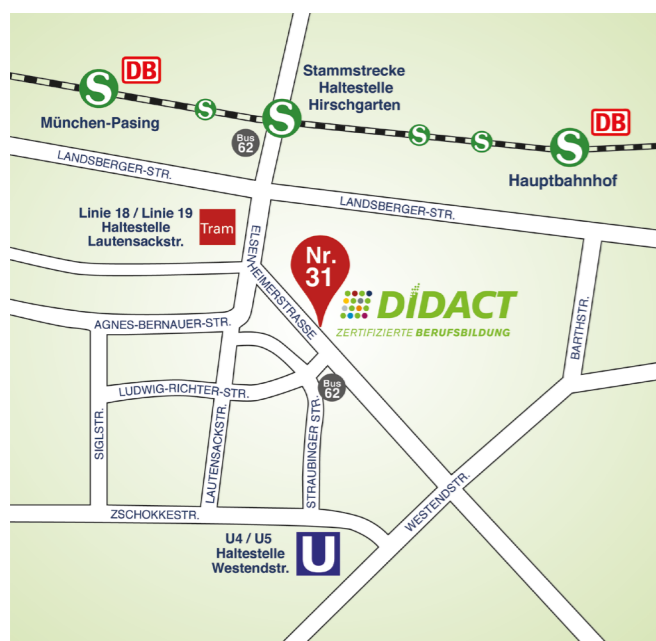 DB
S
München-Pasing
S
Stammstrecke
Haltestelle
Hirschgarten
S
Bus
62
S
S
DB
S
Hauptbahnhof
LANDSBERGER-STR.
LANDSBERGER-STR.
Linie 18 / Linie 19
Haltestelle
Lautensackstr.
Tram
ELSENHEIMERSTRASSE
Nr.
31
DIDACT
ZERTIFIZIERTE BERUFSBILDUNG
BARTHSTR.
AGNES-BERNAUER-STR.
LUDWIG-RICHTER-STR.
Bus
62
SIGLSTR.
LAUTENSACKSTR.
STRAUBINGER STR.
ZSCHOKKESTR.
WESTENDSTR.
U4 / U5
Haltestelle
Westendstr.
U